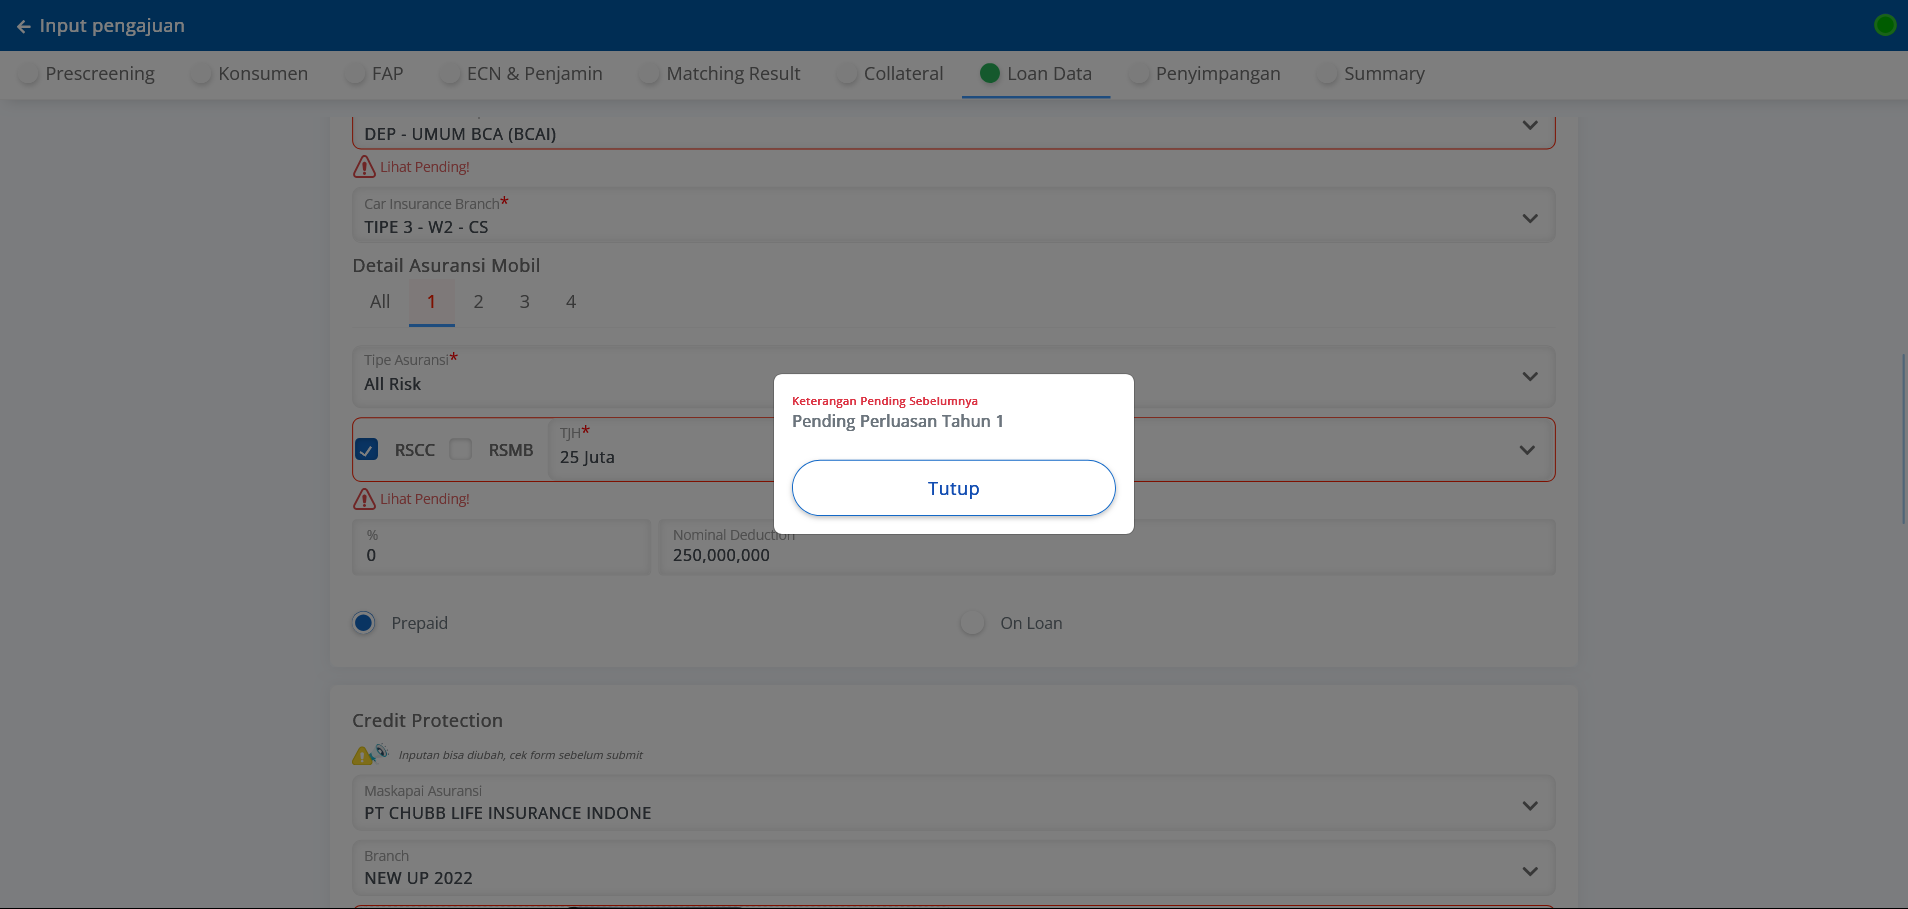 Input pengajuan
Prescreening Konsumen FAP ECN & Penjamin Matching Result Collateral Loan Data Penyimpangan Summary
DEP - UMUM BCA (BCAI)
Lihat Pending!
Car Insurance Branch*
TIPE 3 - W2 - CS
Detail Asuransi Mobil
All 1 2 3 4
Tipe Asuransi*
All Risk
Keterangan Pending Sebelumnya
Pending Perluasan Tahun 1
Tutup
RSCC RSMB
TJH*
25 Juta
Lihat Pending!
%
0
Nominal Deduction
250,000,000
Prepaid On Loan
Credit Protection
Inputan bisa diubah, cek form sebelum submit
Maskapai Asuransi
PT CHUBB LIFE INSURANCE INDONE
Branch
NEW UP 2022